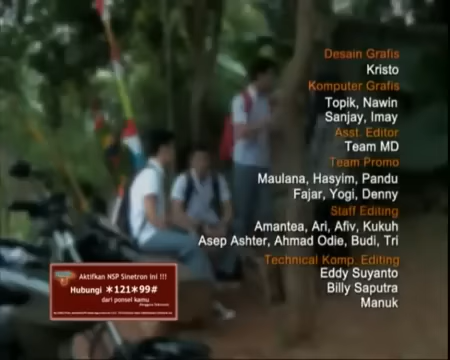 Desain Grafis
Kristo
Komputer Grafis
Topik, Nawin
Sanjay, Imay
Asst. Editor
Team MD
Team Promo
Maulana, Hasyim, Pandu
Fajar, Yogi, Denny
Staff Editing
Amantea, Ari, Afiv, Kukuh
Asep Ashter, Ahmad Odie, Budi, Tri
Technical Komp. Editing
Eddy Suyanto
Billy Saputra
Manuk
Aktifkan NSP Sinetron ini !!!
Hubungi *121*99#
dari ponsel kamu